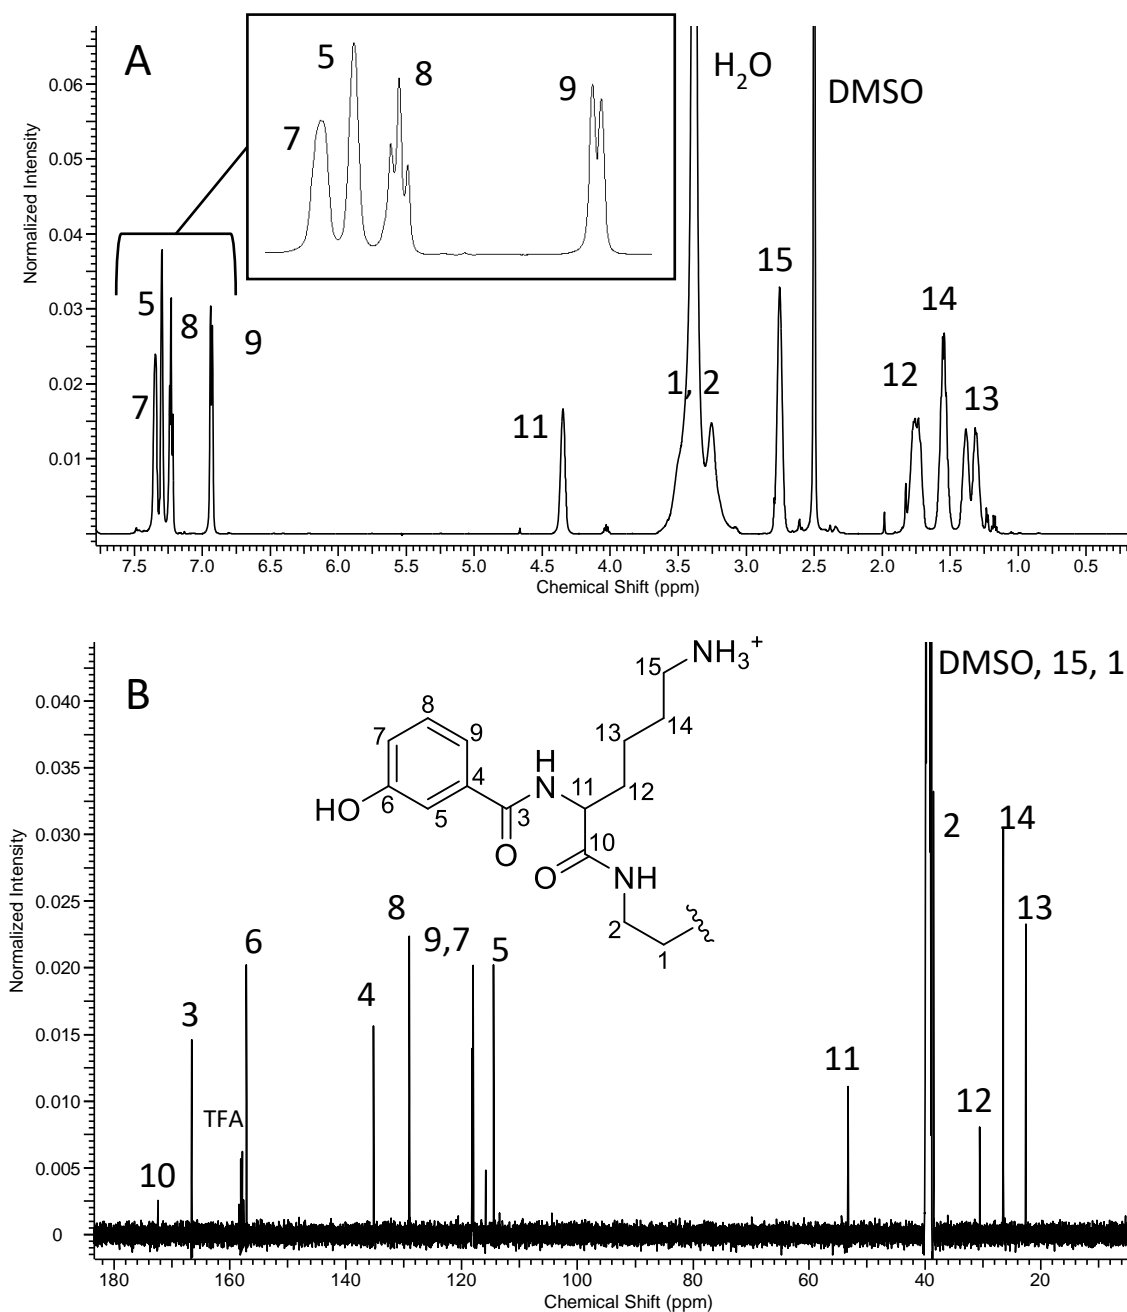 A
5
8
7
9
H2O
DMSO
Normalized Intensity
0.06
0.05
0.04
0.03
0.02
0.01
5
8
9
7
11
1, 2
15
12
14
13
7.5 7.0 6.5 6.0 5.5 5.0 4.5 4.0 3.5 3.0 2.5 2.0 1.5 1.0 0.5
Chemical Shift (ppm)
B
DMSO, 15, 1
Normalized Intensity
0.040
0.035
0.030
0.025
0.020
0.015
0.010
0.005
0
15 NH3+
14
13
12
8
7
9
4
H
N
11
HO
6
5
3
O
10
O
NH
2
1
10
3
TFA
6
4
8
9,7
5
11
2
12
14
13
180 160 140 120 100 80 60 40 20
Chemical Shift (ppm)